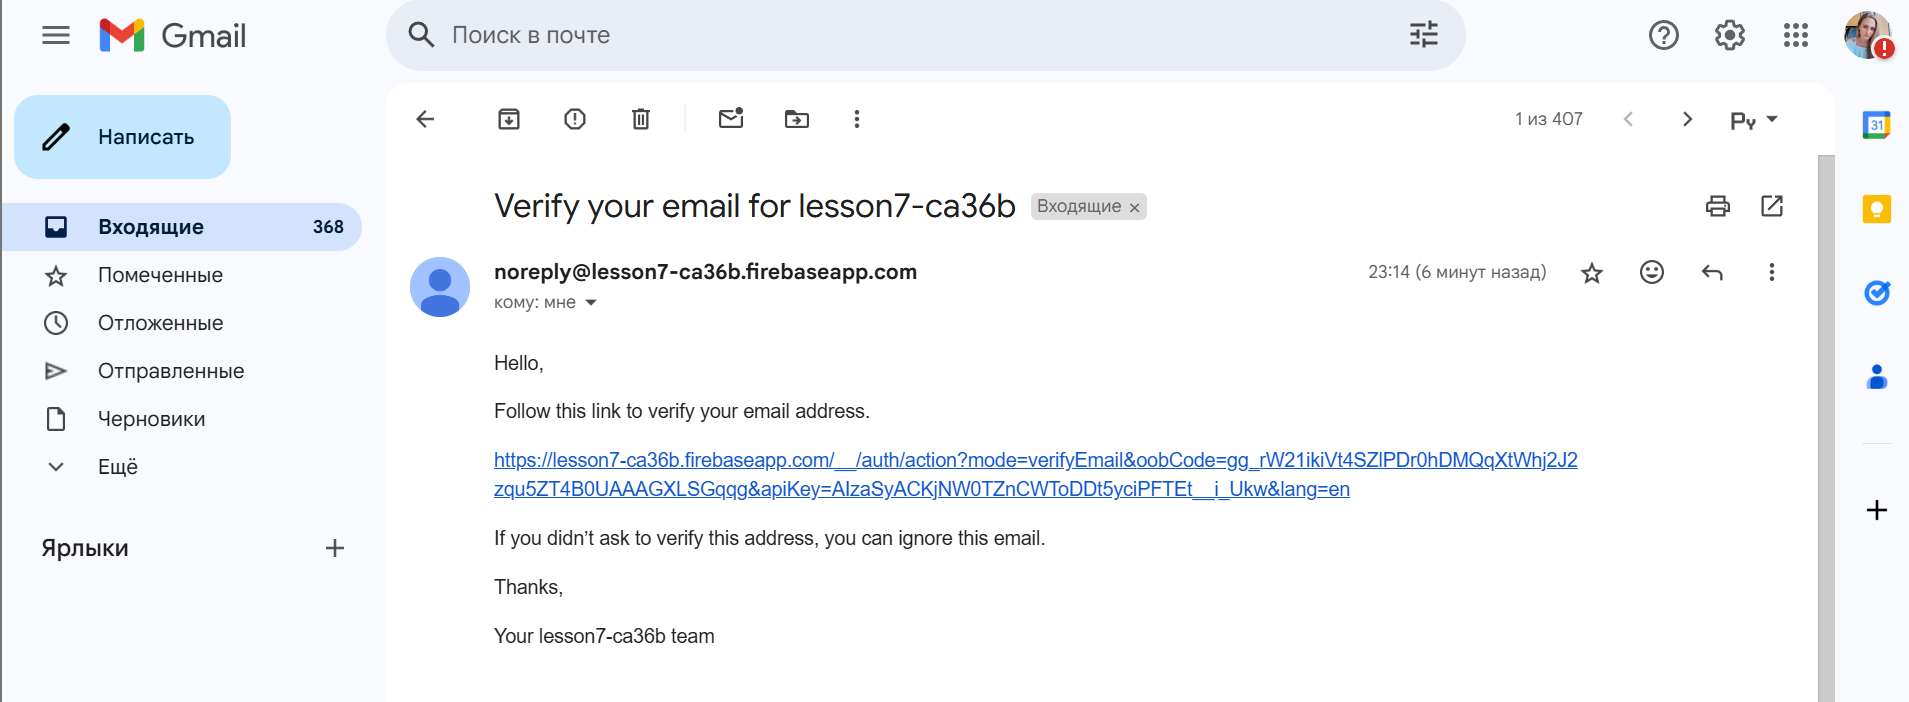 Gmail
Поиск в почте
Написать
1 из 407
Ру
31
Входящие 368
Помеченные
Отложенные
Отправленные
Черновики
Ещё
Ярлыки
Verify your email for lesson7-ca36b Входящие ×
noreply@lesson7-ca36b.firebaseapp.com 23:14 (6 минут назад)
кому: мне
Hello,
Follow this link to verify your email address.
https://lesson7-ca36b.firebaseapp.com/__/auth/action?mode=verifyEmail&oobCode=gg_rW21ikiVt4SZlPDr0hDMQqXtWhj2J2
zqu5ZT4B0UAAAGXLSGqqg&apiKey=AIzaSyACKjNW0TZnCWToDDt5yciPFTEt__i_Ukw&lang=en
If you didn’t ask to verify this address, you can ignore this email.
Thanks,
Your lesson7-ca36b team